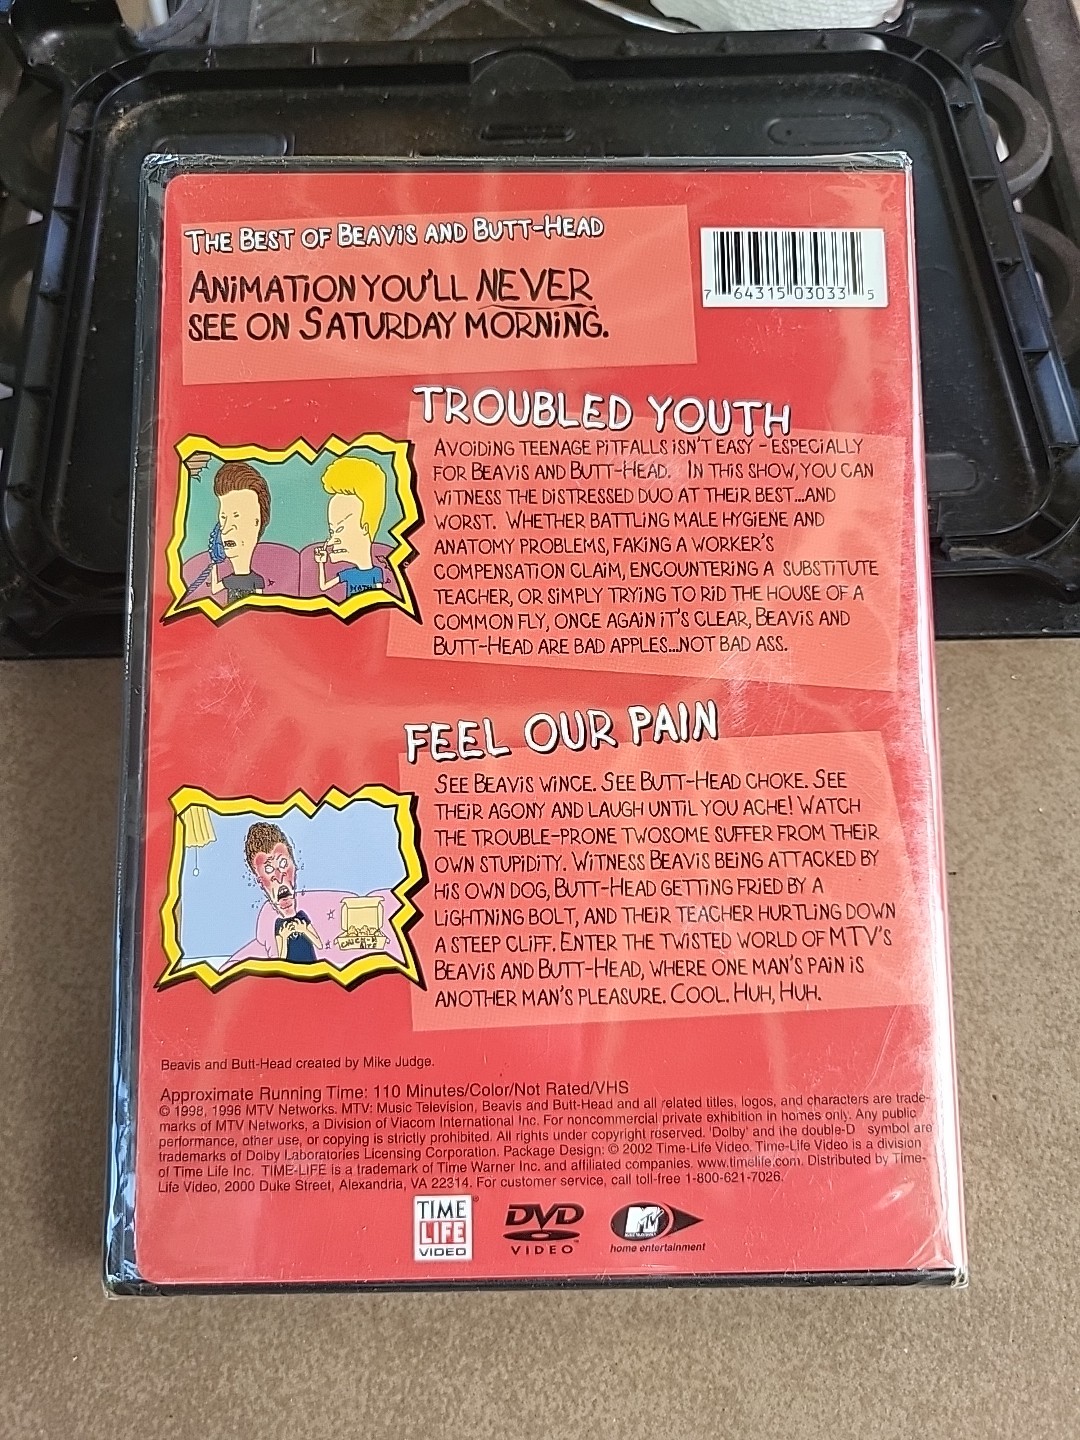 THE BEST OF BEAVIS AND BUTT-HEAD
ANIMATION YOU'LL NEVER
SEE ON SATURDAY MORNING.
7 64315 03033 5
TROUBLED YOUTH
AVOIDING TEENAGE PITFALLS ISN'T EASY - ESPECIALLY
FOR BEAVIS AND BUTT-HEAD. IN THIS SHOW, YOU CAN
WITNESS THE DISTRESSED DUO AT THEIR BEST...AND
WORST. WHETHER BATTLING MALE HYGIENE AND
ANATOMY PROBLEMS, FAKING A WORKER'S
COMPENSATION CLAIM, ENCOUNTERING A SUBSTITUTE
TEACHER, OR SIMPLY TRYING TO RID THE HOUSE OF A
COMMON FLY, ONCE AGAIN IT'S CLEAR, BEAVIS AND
BUTT-HEAD ARE BAD APPLES...NOT BAD ASS.
FEEL OUR PAIN
SEE BEAVIS WINCE. SEE BUTT-HEAD CHOKE. SEE
THEIR AGONY AND LAUGH UNTIL YOU ACHE! WATCH
THE TROUBLE-PRONE TWOSOME SUFFER FROM THEIR
OWN STUPIDITY. WITNESS BEAVIS BEING ATTACKED BY
HIS OWN DOG, BUTT-HEAD GETTING FRIED BY A
LIGHTNING BOLT, AND THEIR TEACHER HURTLING DOWN
A STEEP CLIFF. ENTER THE TWISTED WORLD OF MTV'S
BEAVIS AND BUTT-HEAD, WHERE ONE MAN'S PAIN IS
ANOTHER MAN'S PLEASURE. COOL. HUH, HUH.
Beavis and Butt-Head created by Mike Judge.
Approximate Running Time: 110 Minutes/Color/Not Rated/VHS
© 1998, 1996 MTV Networks. MTV: Music Television, Beavis and Butt-Head and all related titles, logos, and characters are trade-
marks of MTV Networks, a Division of Viacom International Inc. For noncommercial private exhibition in homes only. Any public
performance, other use, or copying is strictly prohibited. All rights under copyright reserved. 'Dolby' and the double-D symbol are
trademarks of Dolby Laboratories Licensing Corporation. Package Design: © 2002 Time-Life Video. Time-Life Video is a division
of Time Life Inc. TIME-LIFE is a trademark of Time Warner Inc. and affiliated companies. www.timelife.com. Distributed by Time-
Life Video, 2000 Duke Street, Alexandria, VA 22314. For customer service, call toll-free 1-800-621-7026.
TIME
LIFE
VIDEO
DVD
VIDEO
MTV
home entertainment